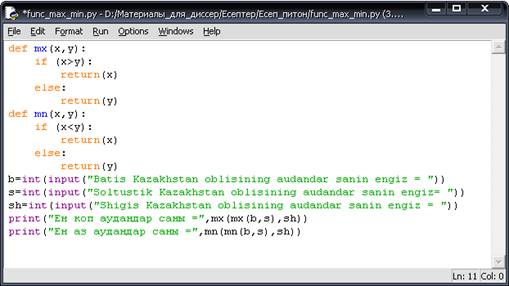 *func_max_min.py - D:/Материалы_для_диссер/Есептер/Есеп_питон/func_max_min.py (3....
File Edit Format Run Options Windows Help
def mx(x,y):
    if (x>y):
        return(x)
    else:
        return(y)
def mn(x,y):
    if (x<y):
        return(x)
    else:
        return(y)
b=int(input("Batis Kazakhstan oblisining audandar sanin engiz = "))
s=int(input("Soltustik Kazakhstan oblisining audandar sanin engiz= "))
sh=int(input("Shigis Kazakhstan oblisining audandar sanin engiz = "))
print("Ен коп аудандар саны =",mx(mx(b,s),sh))
print("Ен аз аудандар саны =",mn(mn(b,s),sh))
Ln: 11 Col: 0